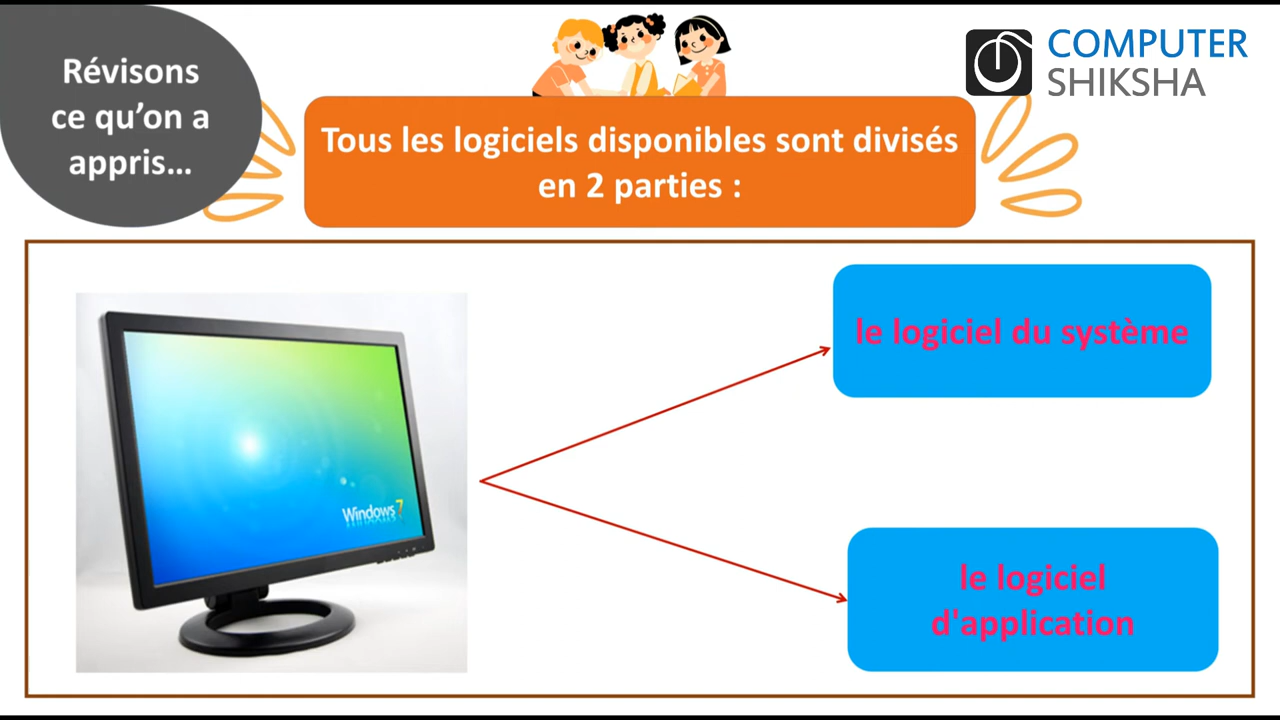 Révisons
ce qu’on a
appris...
COMPUTER
SHIKSHA
Tous les logiciels disponibles sont divisés
en 2 parties :
le logiciel du système
Windows 7
le logiciel
d'application